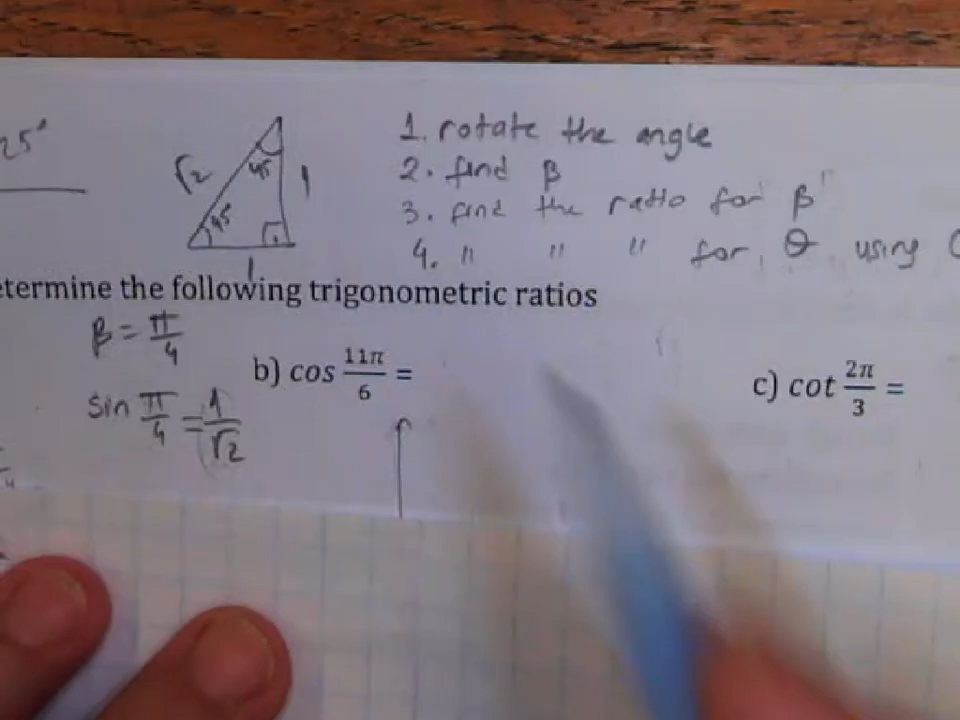 25°
√2
45
1
45
1
1. rotate the angle
2. find β
3. find the ratio for "β"
4. " " " for θ using C
etermine the following trigonometric ratios
β = π/4
b) cos 11π/6 =
c) cot 2π/3 =
sin π/4 = 1/√2